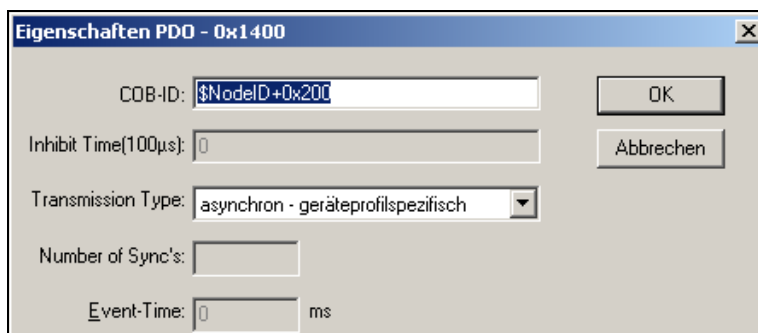 Eigenschaften PDO - 0x1400
COB-ID: $NodeID+0x200
OK
Inhibit Time(100µs): 0
Abbrechen
Transmission Type: asynchron - geräteprofilspezifisch
Number of Sync's:
Event-Time: 0 ms